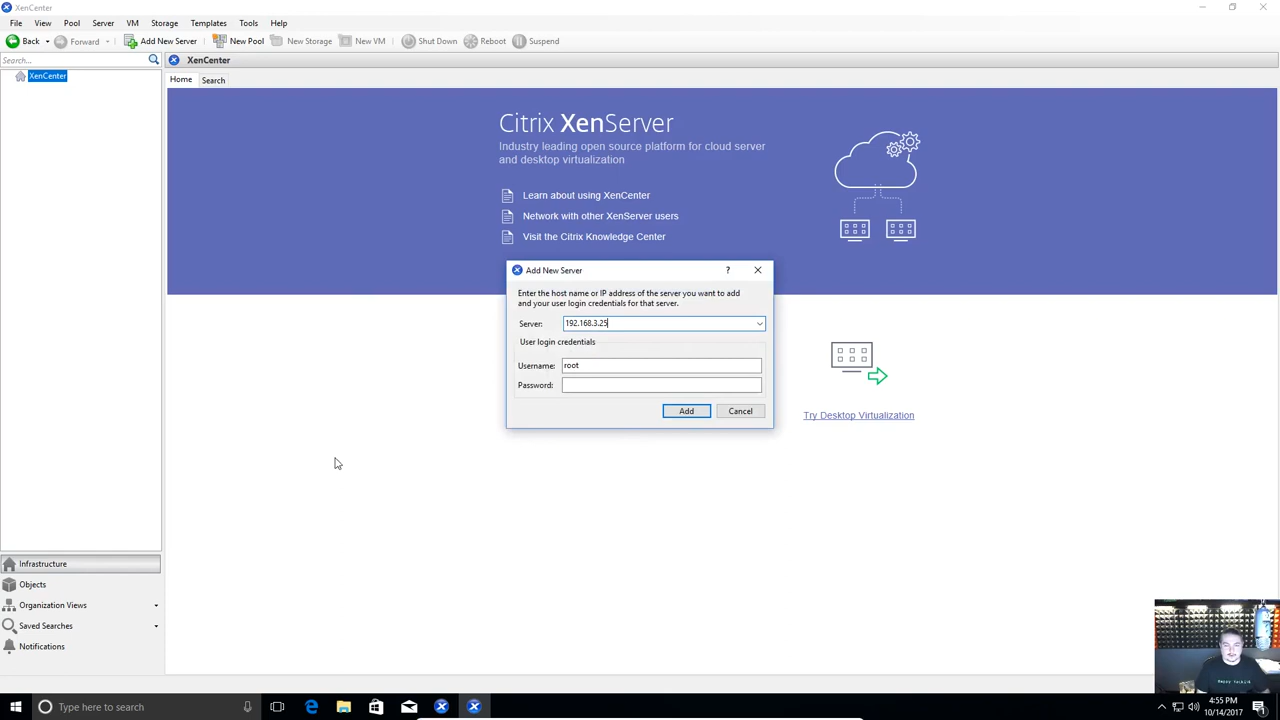 XenCenter
File View Pool Server VM Storage Templates Tools Help
Back Forward Add New Server New Pool New Storage New VM Shut Down Reboot Suspend
Search...
XenCenter
XenCenter
Home Search
Citrix XenServer
Industry leading open source platform for cloud server
and desktop virtualization
Learn about using XenCenter
Network with other XenServer users
Visit the Citrix Knowledge Center
Add New Server ?
Enter the host name or IP address of the server you want to add
and your user login credentials for that server.
Server: 192.168.3.25
User login credentials
Username: root
Password:
Add Cancel
Try Desktop Virtualization
Infrastructure
Objects
Organization Views
Saved Searches
Notifications
Type here to search
4:55 PM
10/14/2017
1